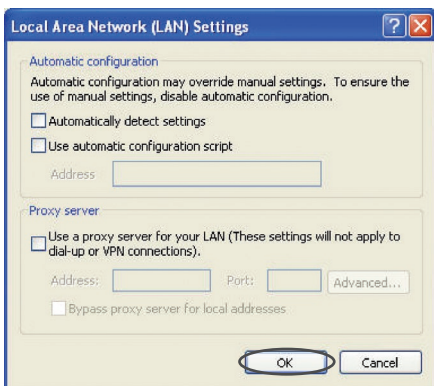 Local Area Network (LAN) Settings
Automatic configuration
Automatic configuration may override manual settings. To ensure the
use of manual settings, disable automatic configuration.
Automatically detect settings
Use automatic configuration script
Address
Proxy server
Use a proxy server for your LAN (These settings will not apply to
dial-up or VPN connections).
Address:
Port:
Advanced...
Bypass proxy server for local addresses
OK
Cancel